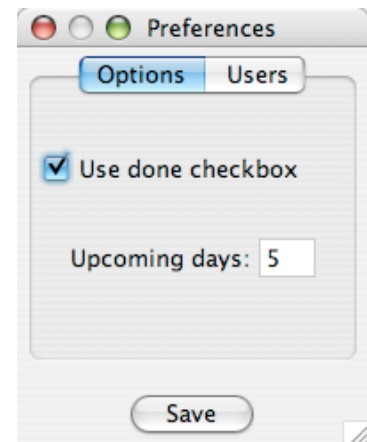 Preferences
Options Users
Use done checkbox
Upcoming days: 5
Save